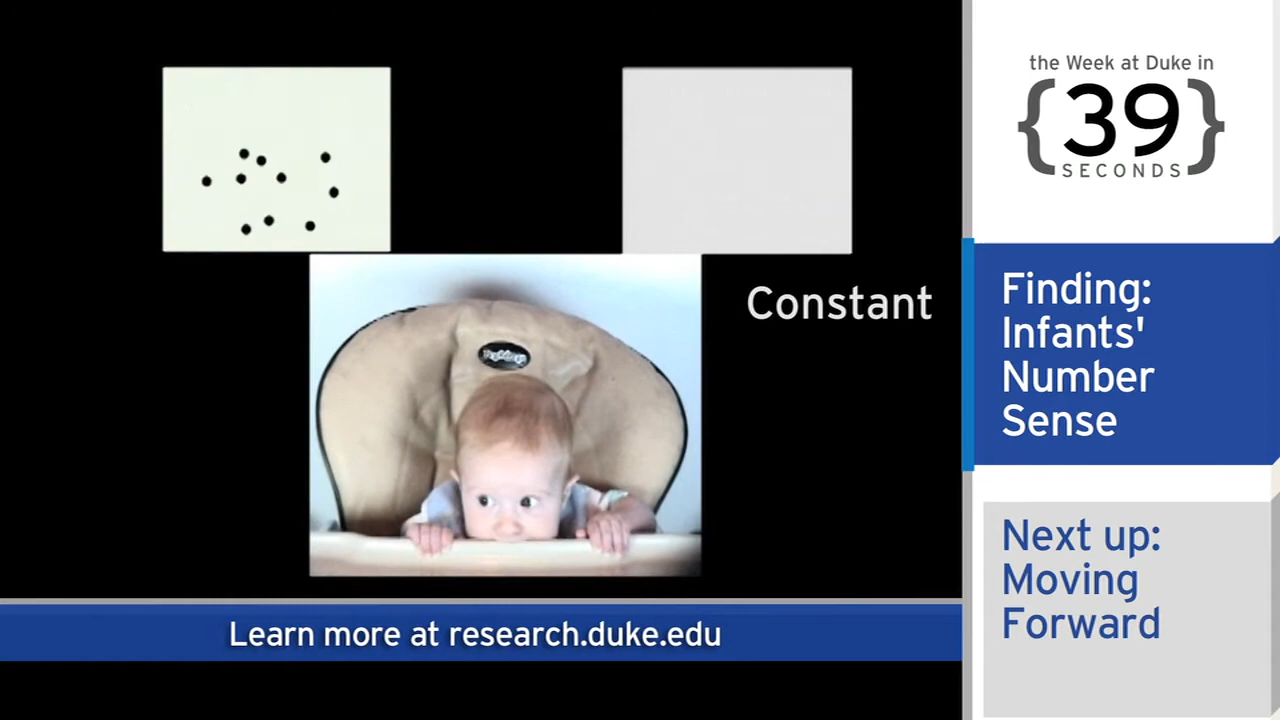 the Week at Duke in
{39}
SECONDS
Constant
Finding:
Infants'
Number
Sense
Next up:
Moving
Forward
Learn more at research.duke.edu